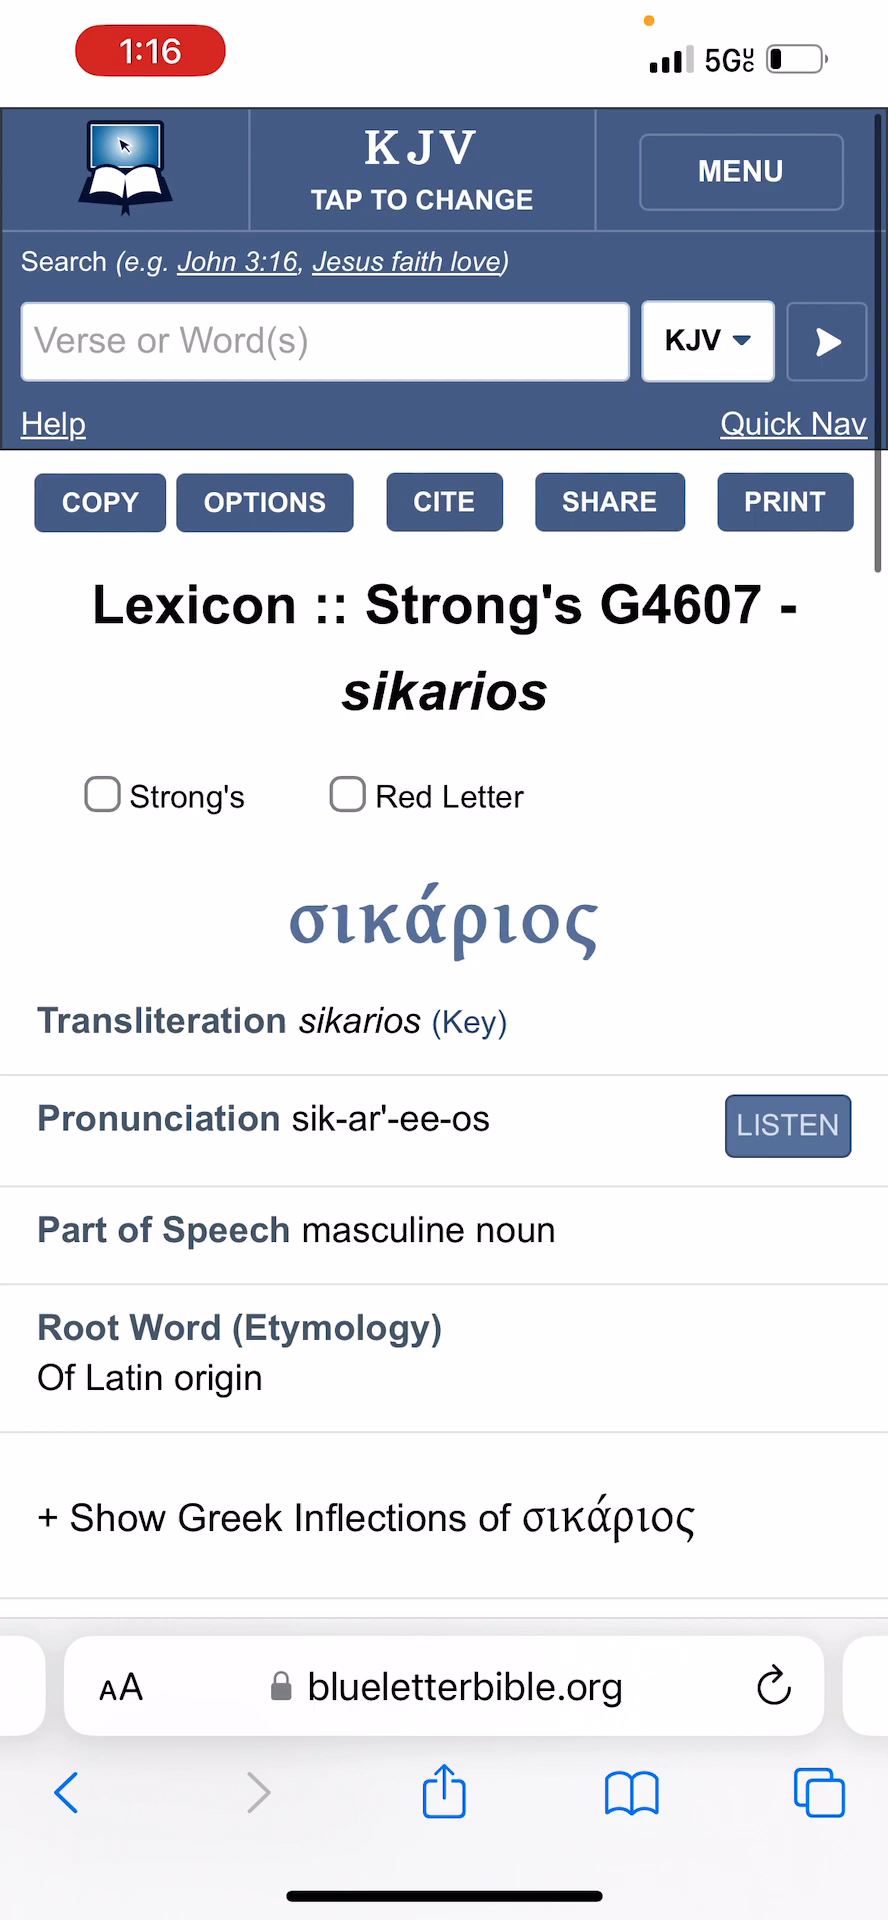 1:16
5GUC
KJV
TAP TO CHANGE
MENU
Search (e.g. John 3:16, Jesus faith love)
Verse or Word(s)
KJV
Help
Quick Nav
COPY
OPTIONS
CITE
SHARE
PRINT
Lexicon :: Strong's G4607 -
sikarios
Strong's
Red Letter
σικάριος
Transliteration sikarios (Key)
Pronunciation sik-ar'-ee-os
LISTEN
Part of Speech masculine noun
Root Word (Etymology)
Of Latin origin
+ Show Greek Inflections of σικάριος
AA
blueletterbible.org